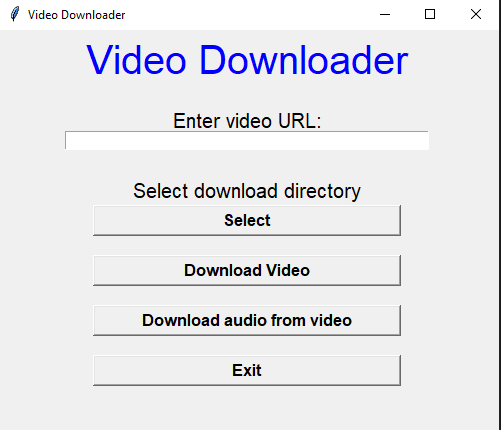 Video Downloader
Video Downloader
Enter video URL:
Select download directory
Select
Download Video
Download audio from video
Exit